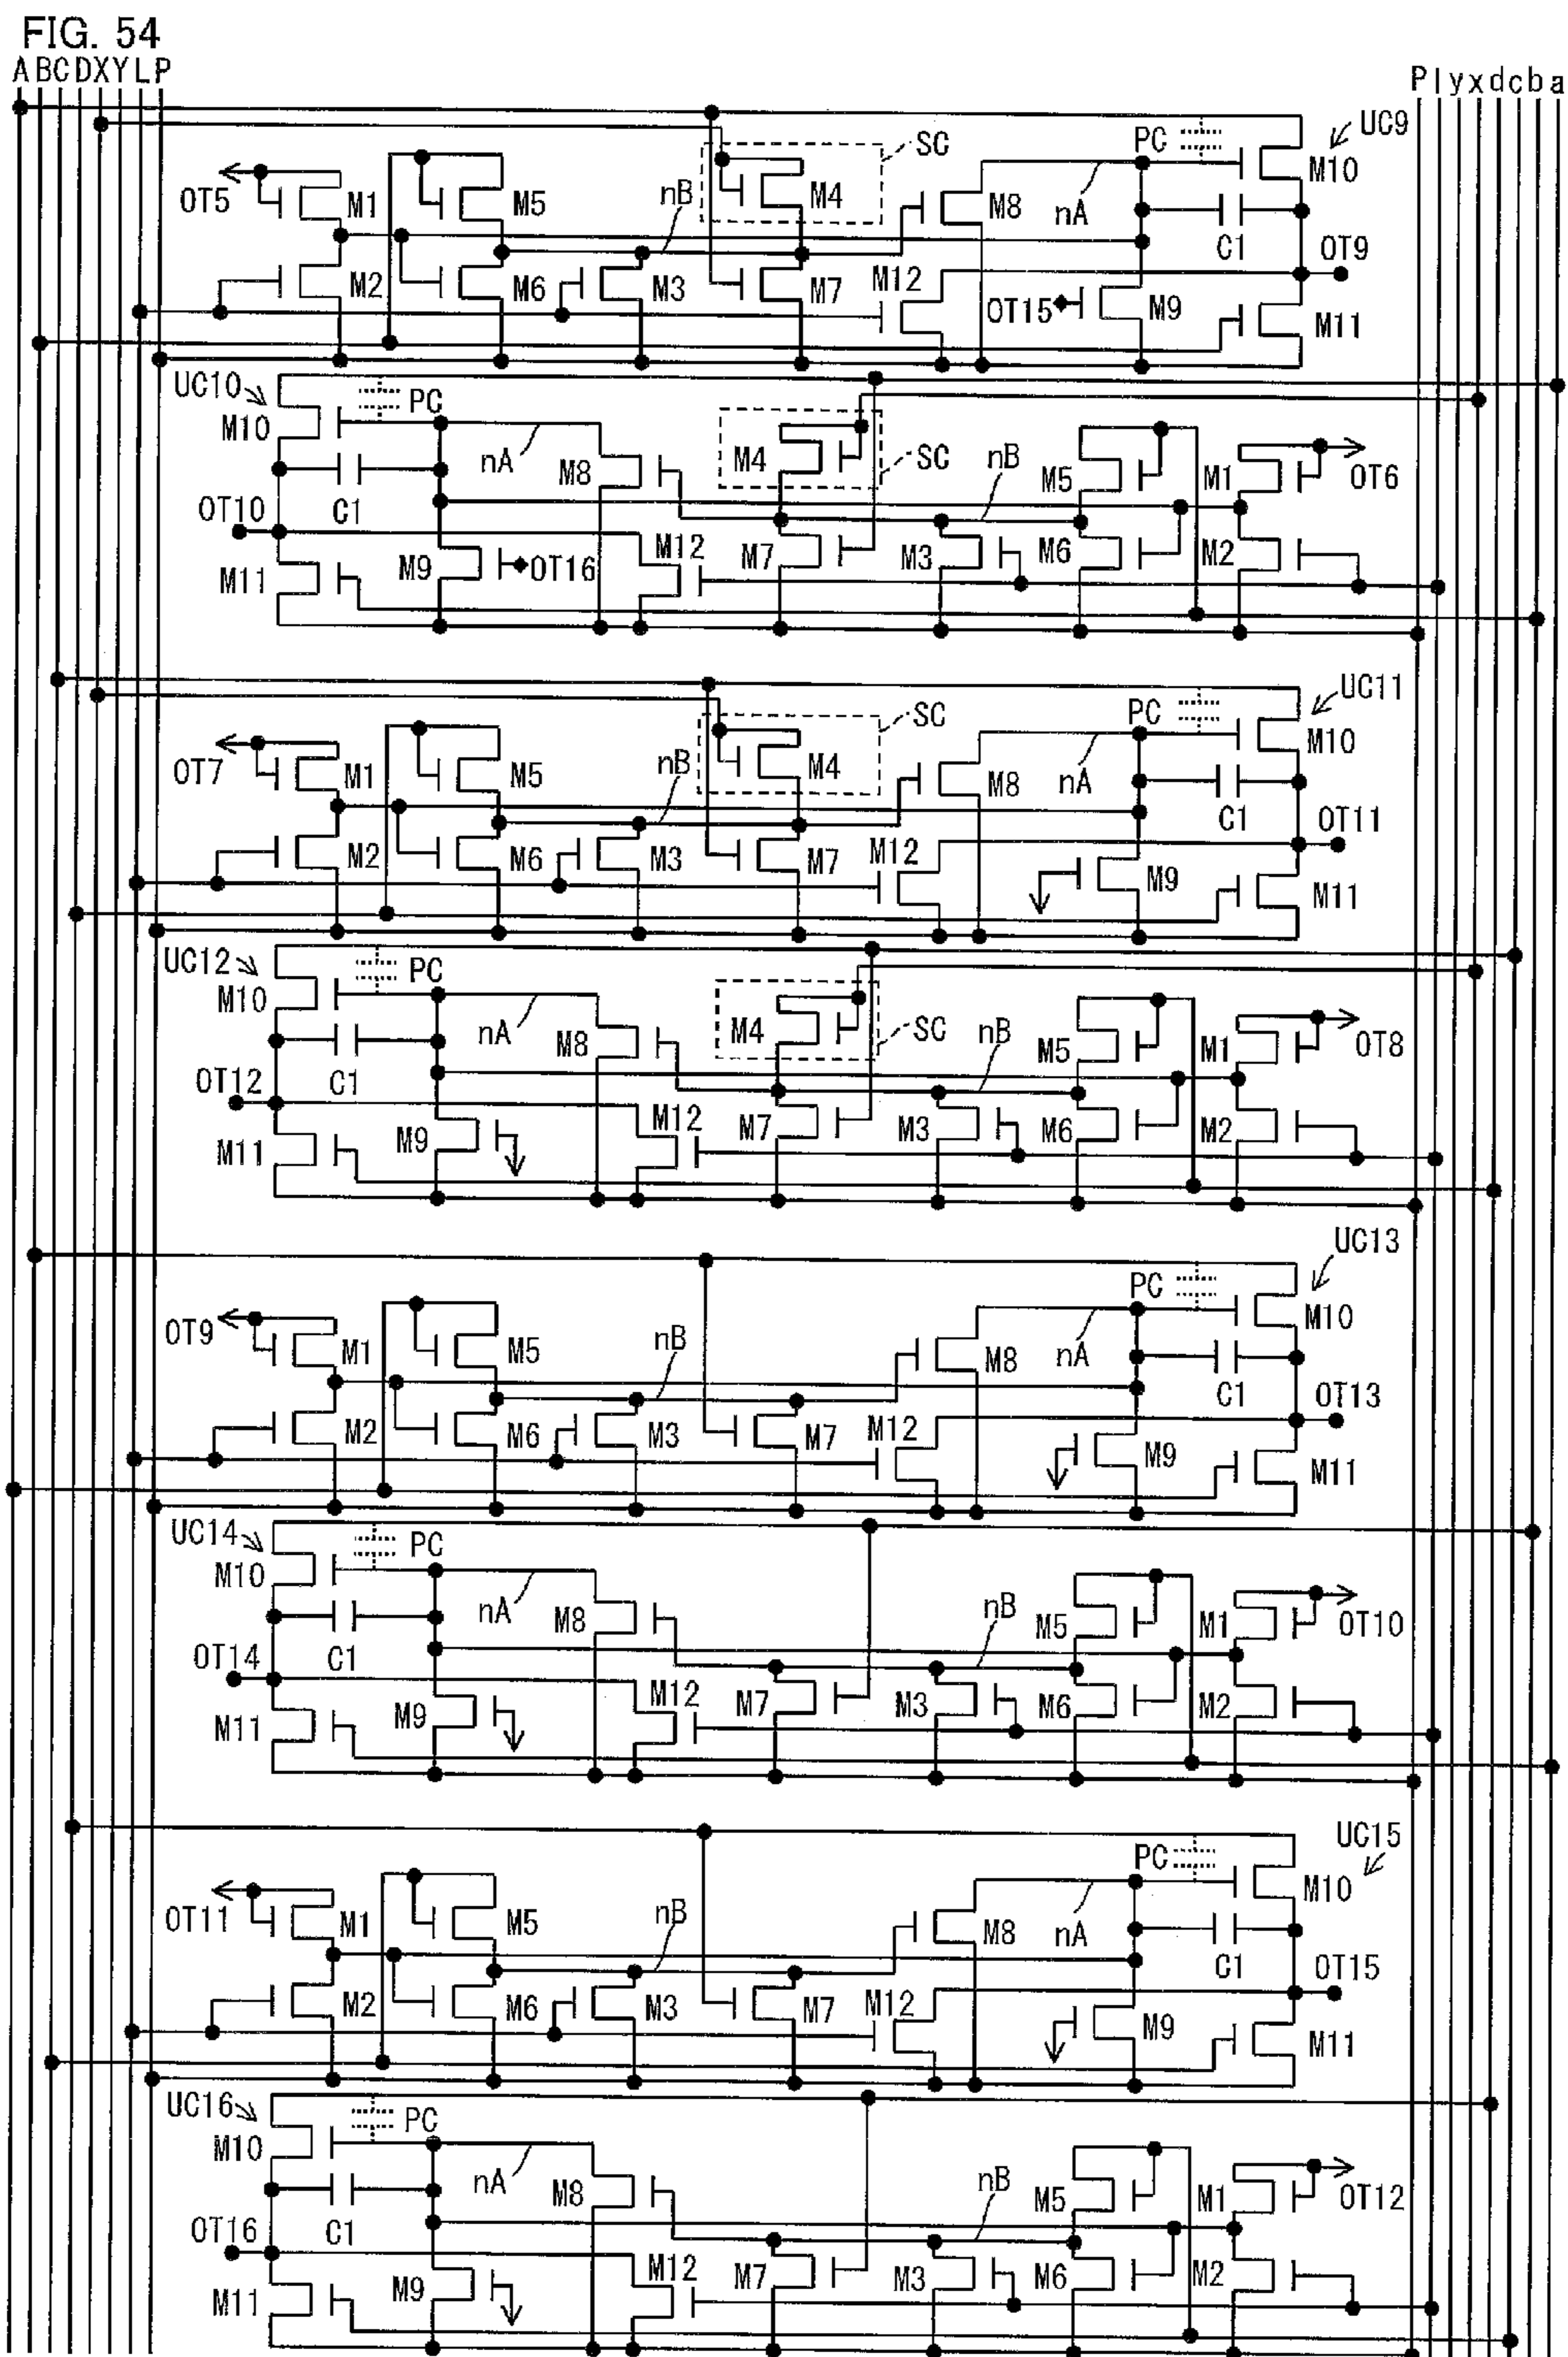 FIG. 54
A B C D X Y L P
P l y x d c b a
UC9
SC
PC
M10
OT5
M1
M5
M4
nB
M8
nA
C1
OT9
M2
M6
M3
M7
M12
OT15
M9
M11
UC10
PC
M10
nA
M8
M4
SC
nB
M5
M1
OT6
OT10
C1
M11
M9
OT16
M12
M7
M3
M6
M2
UC11
SC
PC
M10
OT7
M1
M5
M4
nB
M8
nA
C1
OT11
M2
M6
M3
M7
M12
M9
M11
UC12
PC
M10
nA
M8
M4
SC
nB
M5
M1
OT8
OT12
C1
M11
M9
M12
M7
M3
M6
M2
UC13
PC
M10
OT9
M1
M5
nB
M8
nA
C1
OT13
M2
M6
M3
M7
M12
M9
M11
UC14
PC
M10
nA
M8
nB
M5
M1
OT10
OT14
C1
M11
M9
M12
M7
M3
M6
M2
UC15
PC
M10
OT11
M1
M5
nB
M8
nA
C1
OT15
M2
M6
M3
M7
M12
M9
M11
UC16
PC
M10
nA
M8
nB
M5
M1
OT12
OT16
C1
M11
M9
M12
M7
M3
M6
M2